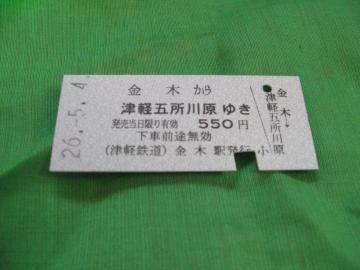 26.-5.-4.
金木から
津軽五所川原ゆき
発売当日限り有効 550円
下車前途無効
(津軽鉄道) 金木駅発行
金木→
津軽五所川原
小